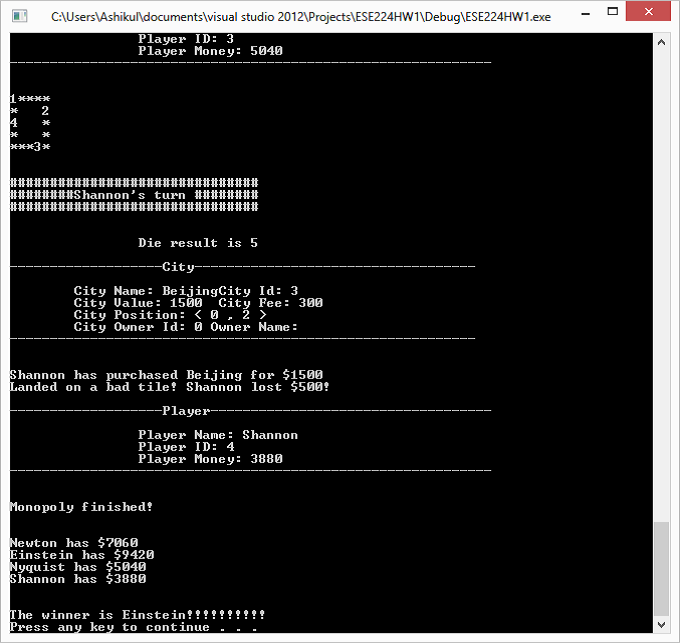 C:\Users\Ashikul\documents\visual studio 2012\Projects\ESE224HW1\Debug\ESE224HW1.exe
Player ID: 3
Player Money: 5040
------------------------------------------------------------
1****
*   2
4   *
*   *
***3*
###############################
########Shannon's turn ########
###############################
Die result is 5
-------------------City-----------------------------------
City Name: BeijingCity Id: 3
City Value: 1500  City Fee: 300
City Position: < 0 , 2 >
City Owner Id: 0 Owner Name:
----------------------------------------------------------
Shannon has purchased Beijing for $1500
Landed on a bad tile! Shannon lost $500!
-------------------Player-----------------------------------
Player Name: Shannon
Player ID: 4
Player Money: 3880
------------------------------------------------------------
Monopoly finished!
Newton has $7060
Einstein has $9420
Nyquist has $5040
Shannon has $3880
The winner is Einstein!!!!!!!!!!
Press any key to continue . . .